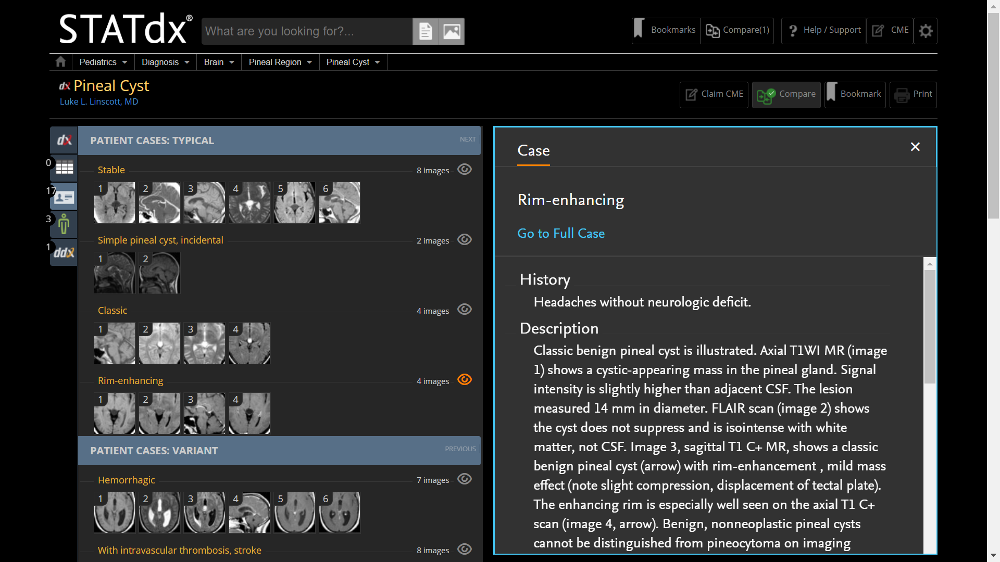 STATdx®
What are you looking for?...
Bookmarks
Compare(1)
Help / Support
CME
Pediatrics
Diagnosis
Brain
Pineal Region
Pineal Cyst
dx Pineal Cyst
Luke L. Linscott, MD
Claim CME
Compare
Bookmark
Print
dx
0
17
3
1
ddx
PATIENT CASES: TYPICAL
NEXT
Stable
8 images
1 2 3 4 5 6
Simple pineal cyst, incidental
2 images
1 2
Classic
4 images
1 2 3 4
Rim-enhancing
4 images
1 2 3 4
PATIENT CASES: VARIANT
PREVIOUS
Hemorrhagic
7 images
1 2 3 4 5 6
With intravascular thrombosis, stroke
8 images
Case
Rim-enhancing
Go to Full Case
History
Headaches without neurologic deficit.
Description
Classic benign pineal cyst is illustrated. Axial T1WI MR (image
1) shows a cystic-appearing mass in the pineal gland. Signal
intensity is slightly higher than adjacent CSF. The lesion
measured 14 mm in diameter. FLAIR scan (image 2) shows
the cyst does not suppress and is isointense with white
matter, not CSF. Image 3, sagittal T1 C+ MR, shows a classic
benign pineal cyst (arrow) with rim-enhancement , mild mass
effect (note slight compression, displacement of tectal plate).
The enhancing rim is especially well seen on the axial T1 C+
scan (image 4, arrow). Benign, nonneoplastic pineal cysts
cannot be distinguished from pineocytoma on imaging